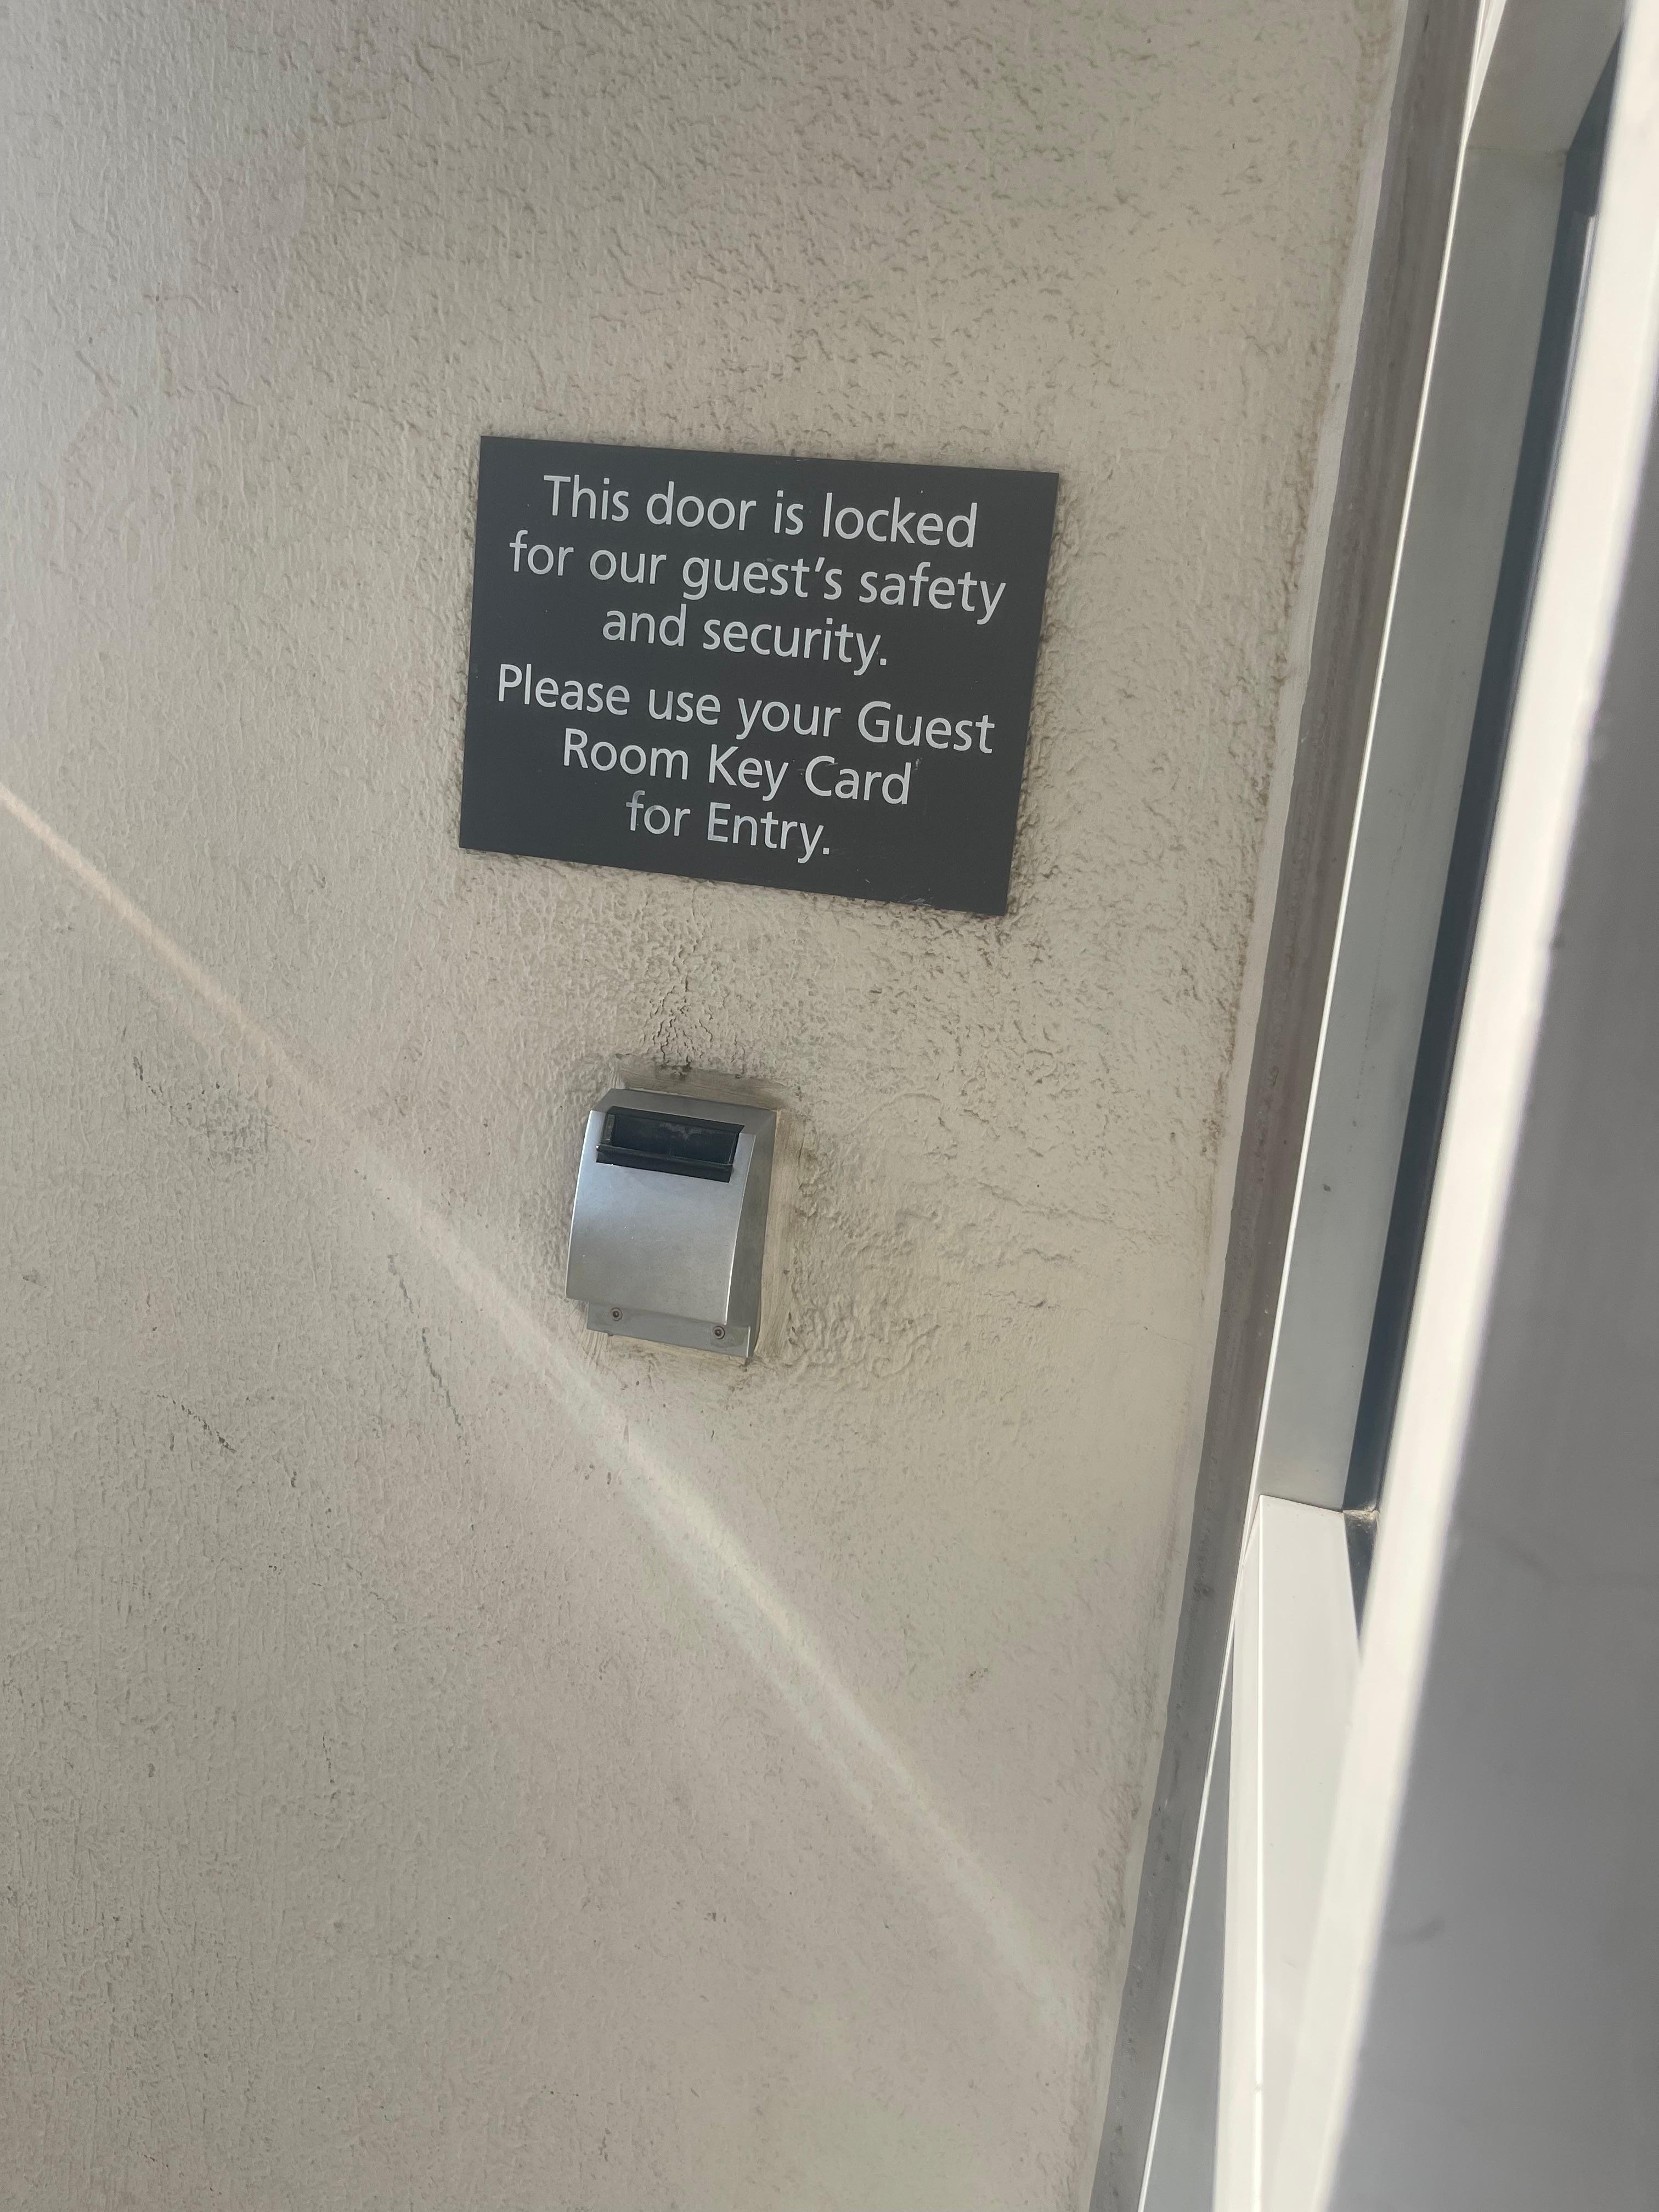 This door is locked
for our guest's safety
and security.
Please use your Guest
Room Key Card
for Entry.